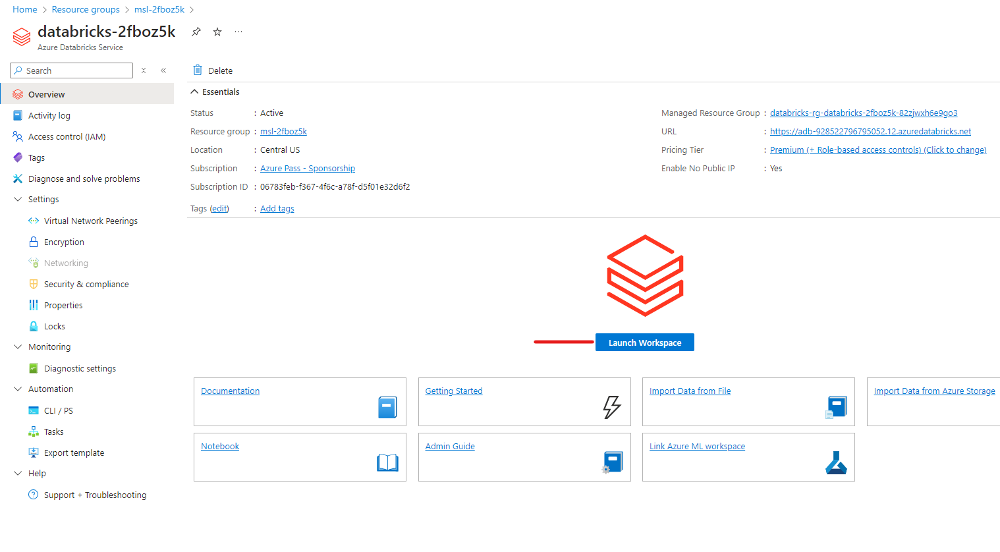 Home > Resource groups > msl-2fboz5k >
databricks-2fboz5k
Azure Databricks Service
Search
Overview
Activity log
Access control (IAM)
Tags
Diagnose and solve problems
Settings
Virtual Network Peerings
Encryption
Networking
Security & compliance
Properties
Locks
Monitoring
Diagnostic settings
Automation
CLI / PS
Tasks
Export template
Help
Support + Troubleshooting
Delete
Essentials
Status : Active
Resource group : msl-2fboz5k
Location : Central US
Subscription : Azure Pass - Sponsorship
Subscription ID : 06783feb-f367-4f6c-a78f-d5f01e32d6f2
Tags (edit) : Add tags
Managed Resource Group : databricks-rg-databricks-2fboz5k-82zjwxh6e9go3
URL : https://adb-928522796795052.12.azuredatabricks.net
Pricing Tier : Premium (+ Role-based access controls) (Click to change)
Enable No Public IP : Yes
Launch Workspace
Documentation
Getting Started
Import Data from File
Import Data from Azure Storage
Notebook
Admin Guide
Link Azure ML workspace